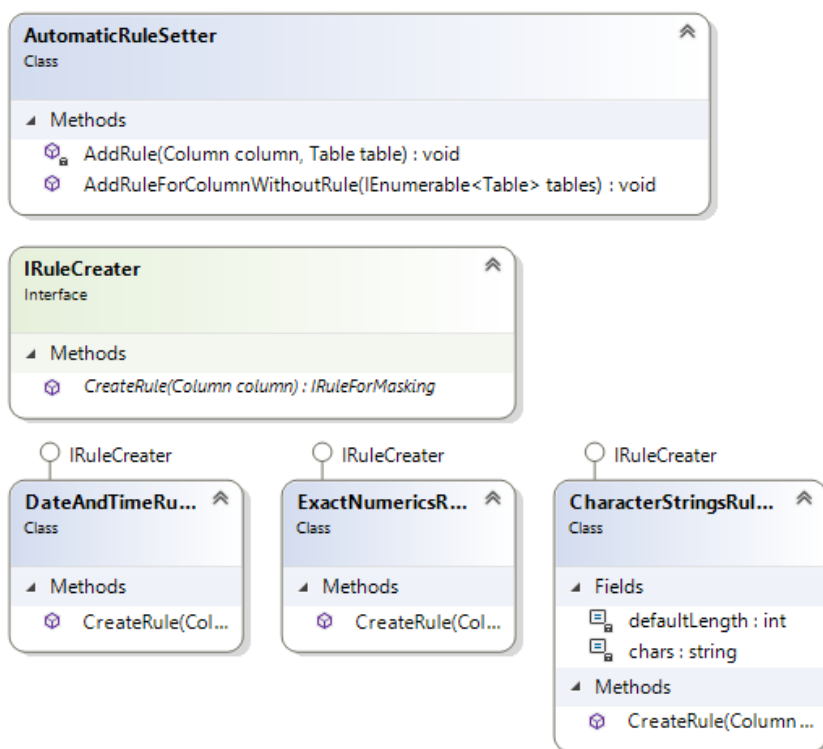 AutomaticRuleSetter
Class
Methods
AddRule(Column column, Table table) : void
AddRuleForColumnWithoutRule(IEnumerable<Table> tables) : void
IRuleCreater
Interface
Methods
CreateRule(Column column) : IRuleForMasking
IRuleCreater
DateAndTimeRu...
Class
Methods
CreateRule(Col...
IRuleCreater
ExactNumericsR...
Class
Methods
CreateRule(Col...
IRuleCreater
CharacterStringsRul...
Class
Fields
defaultLength : int
chars : string
Methods
CreateRule(Column ...